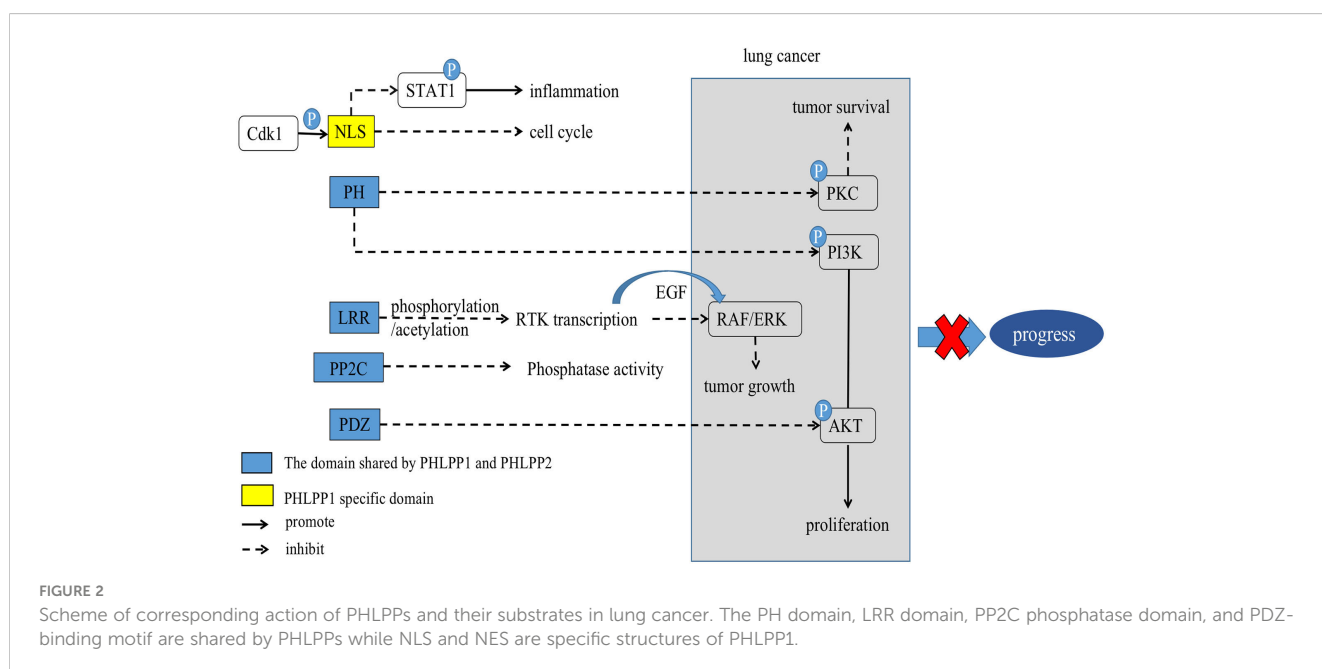 lung cancer
P
STAT1
inflammation
tumor survival
P
Cdk1
NLS
cell cycle
P
PH
PKC
P
PI3K
EGF
phosphorylation
LRR
RTK transcription
RAF/ERK
/acetylation
progress
PP2C
Phosphatase activity
tumor growth
P
PDZ
AKT
The domain shared by PHLPP1 and PHLPP2
PHLPP1 specific domain
promote
proliferation
inhibit
FIGURE 2
Scheme of corresponding action of PHLPPs and their substrates in lung cancer. The PH domain, LRR domain, PP2C phosphatase domain, and PDZ-
binding motif are shared by PHLPPs while NLS and NES are specific structures of PHLPP1.